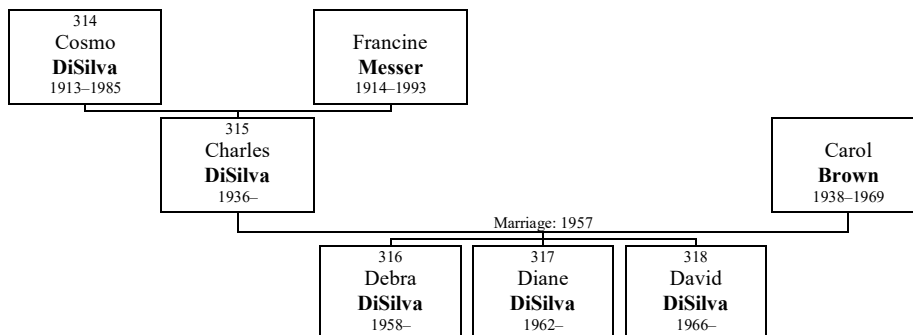 314
Cosmo
DiSilva
1913–1985
Francine
Messer
1914–1993
315
Charles
DiSilva
1936–
Carol
Brown
1938–1969
Marriage: 1957
316
Debra
DiSilva
1958–
317
Diane
DiSilva
1962–
318
David
DiSilva
1966–